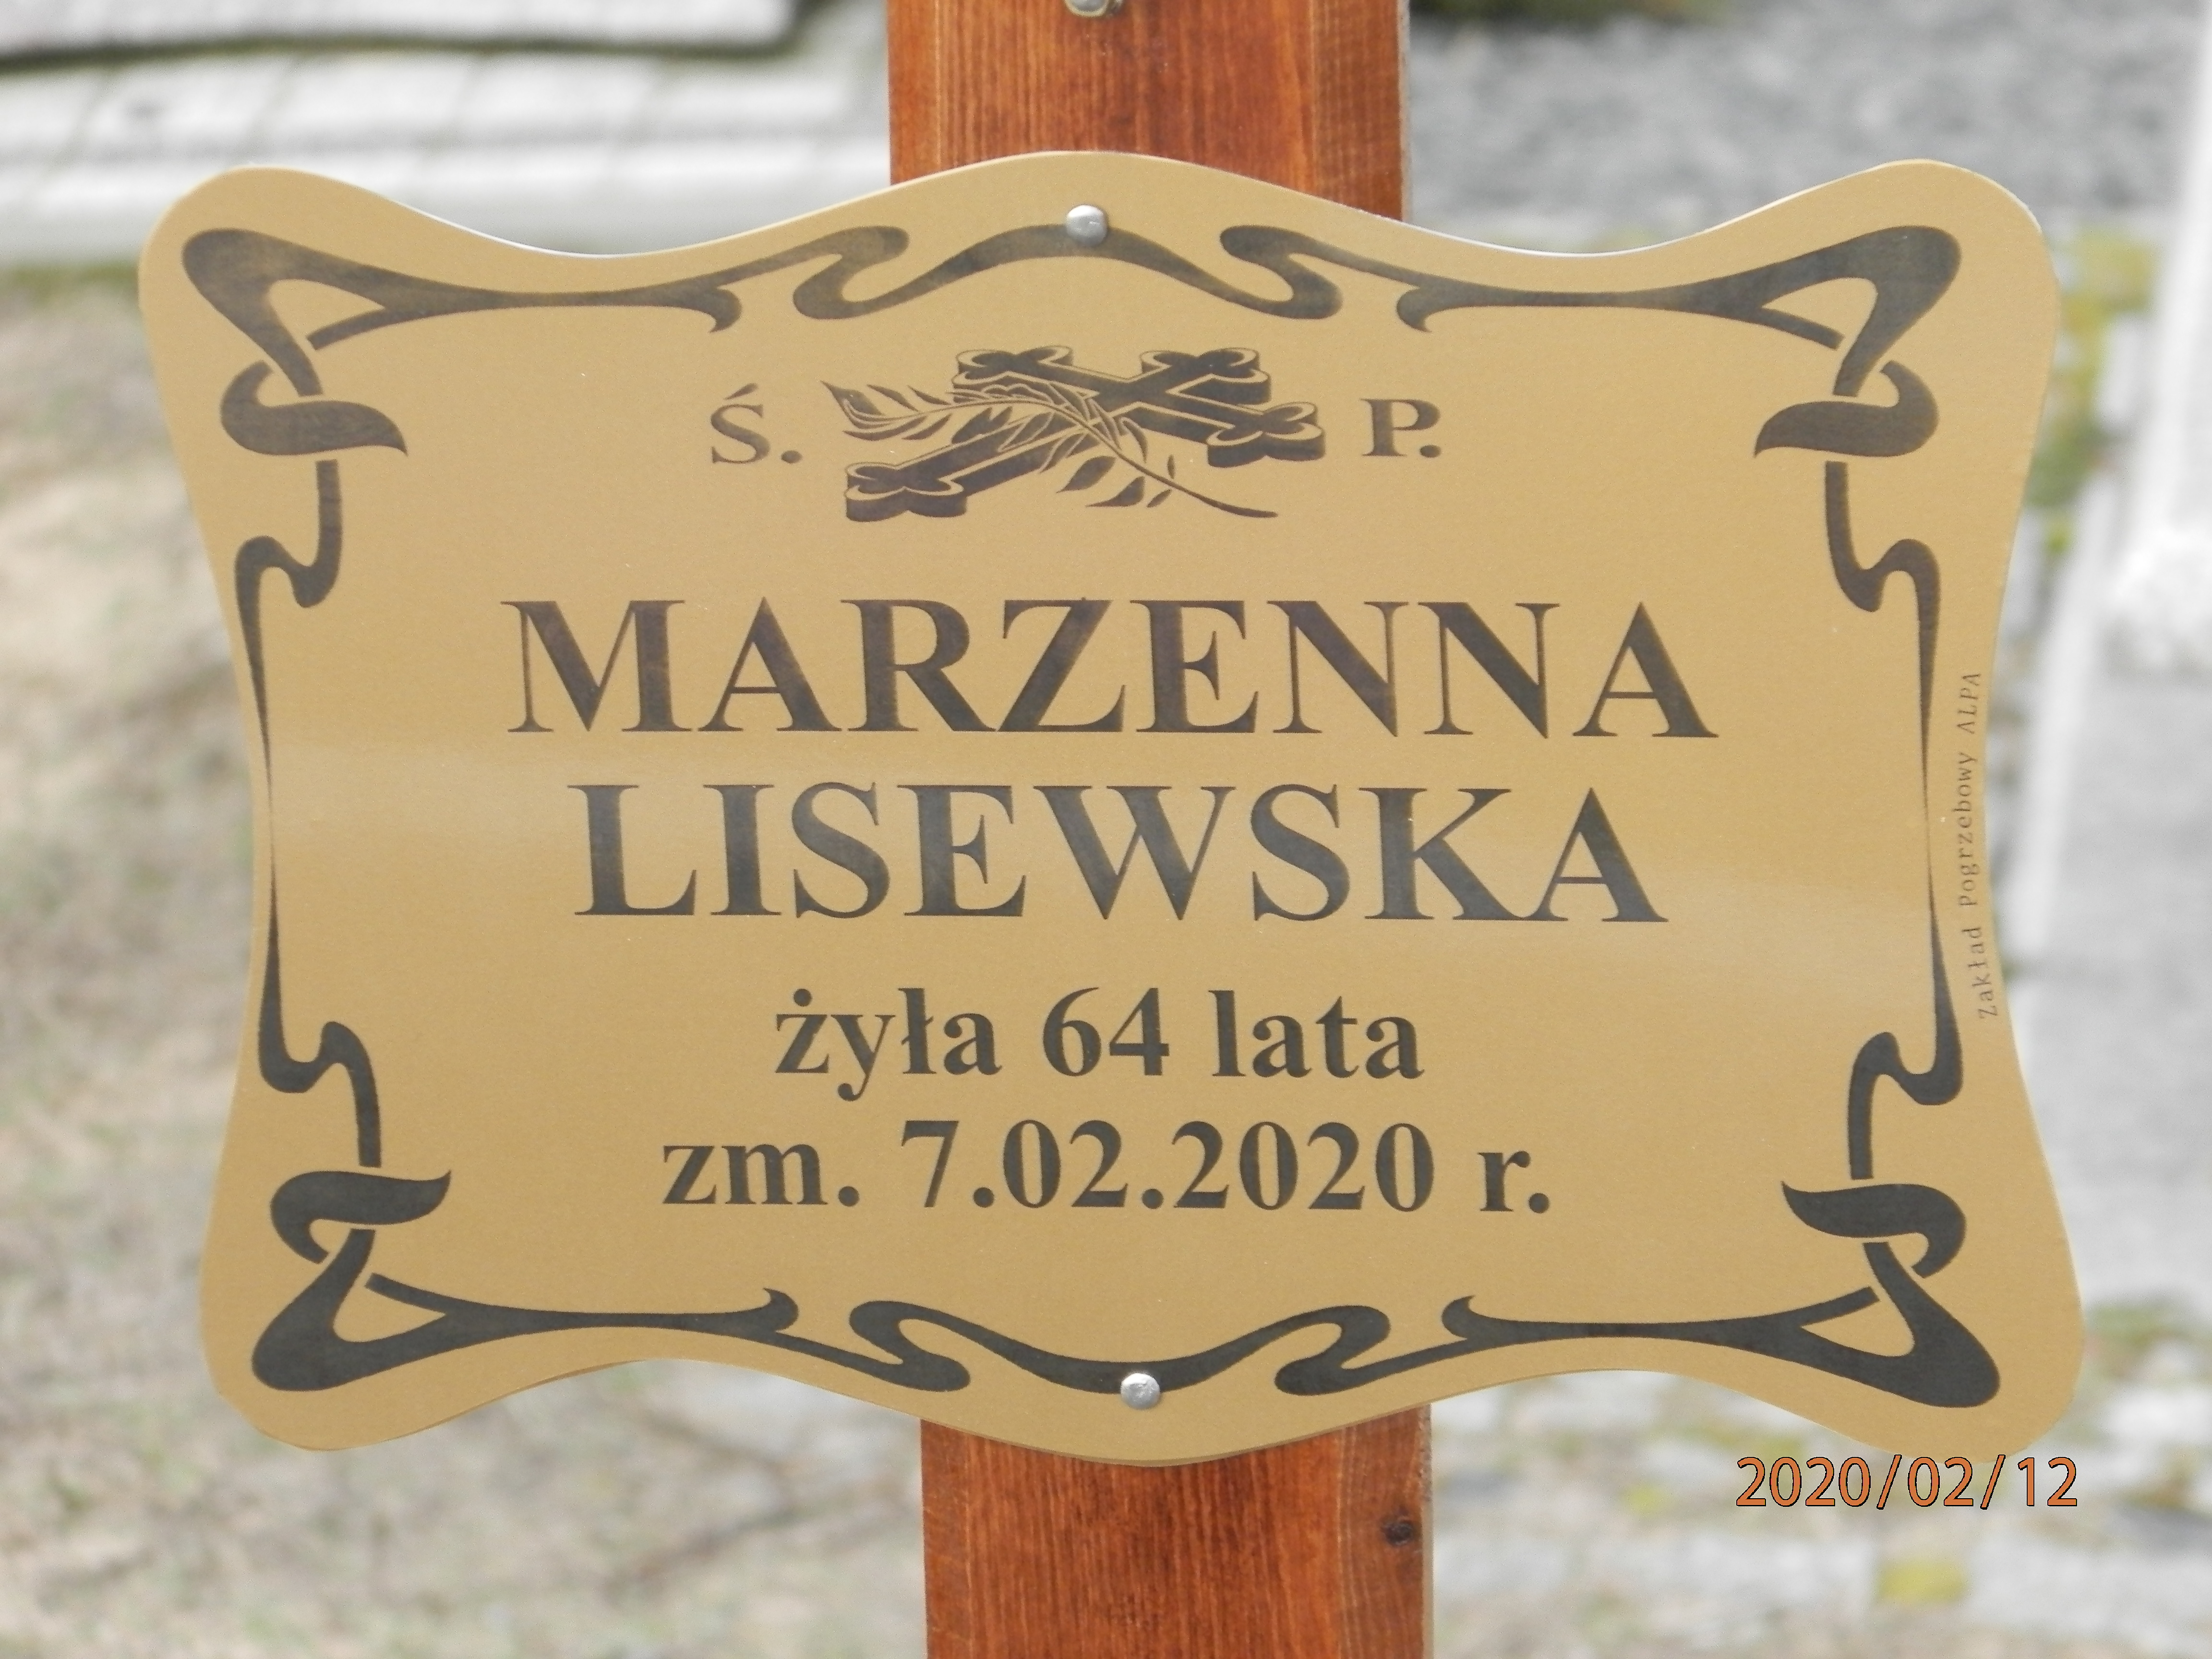 Ś. P.
MARZENNA
LISEWSKA
żyła 64 lata
zm. 7.02.2020 r.
Zakład Pogrzebowy ALPA
2020/02/12